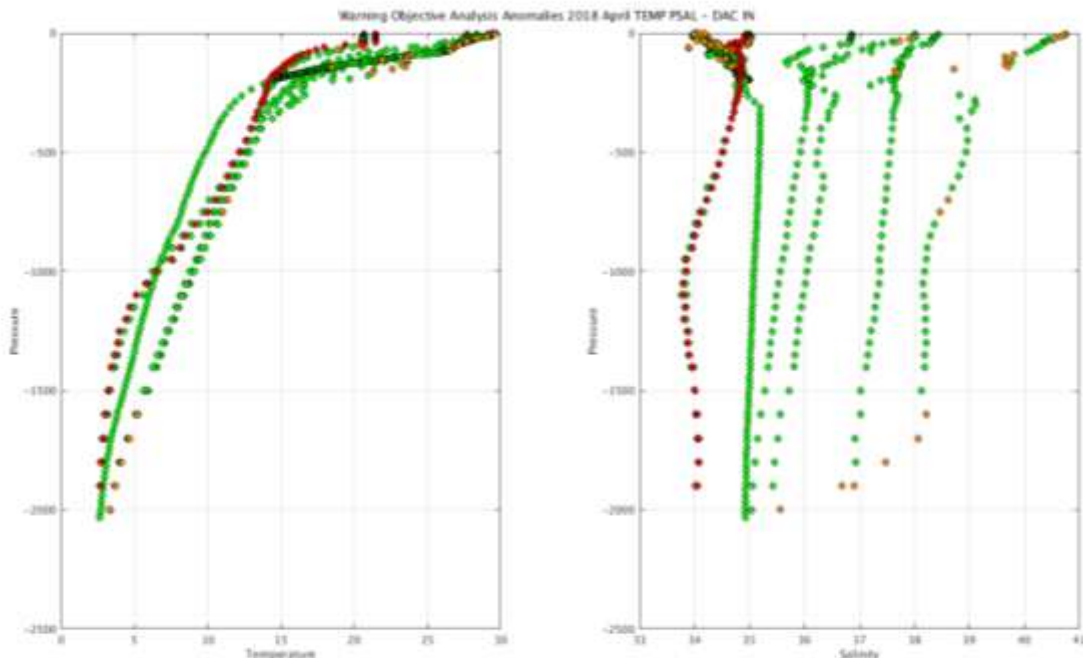 Warning Objective Analysis Anomalies 2018 April TEMP PSAL - DAC IN
0
-500
-1000
-1500
-2000
-2500
0 5 10 15 20 25 30
Pressure
Temperature
0
-500
-1000
-1500
-2000
-2500
33 34 35 36 37 38 39 40 41
Pressure
Salinity